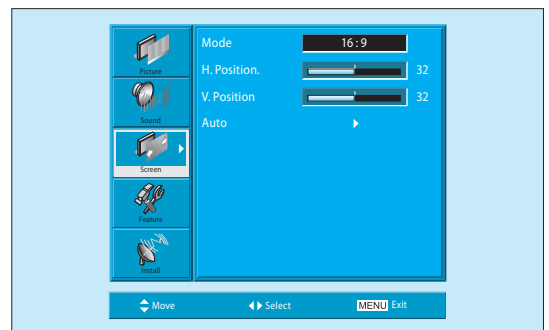 Picture
Sound
Screen
Feature
Install
Mode 16:9
H. Position. 32
V. Position 32
Auto
Move Select MENU Exit